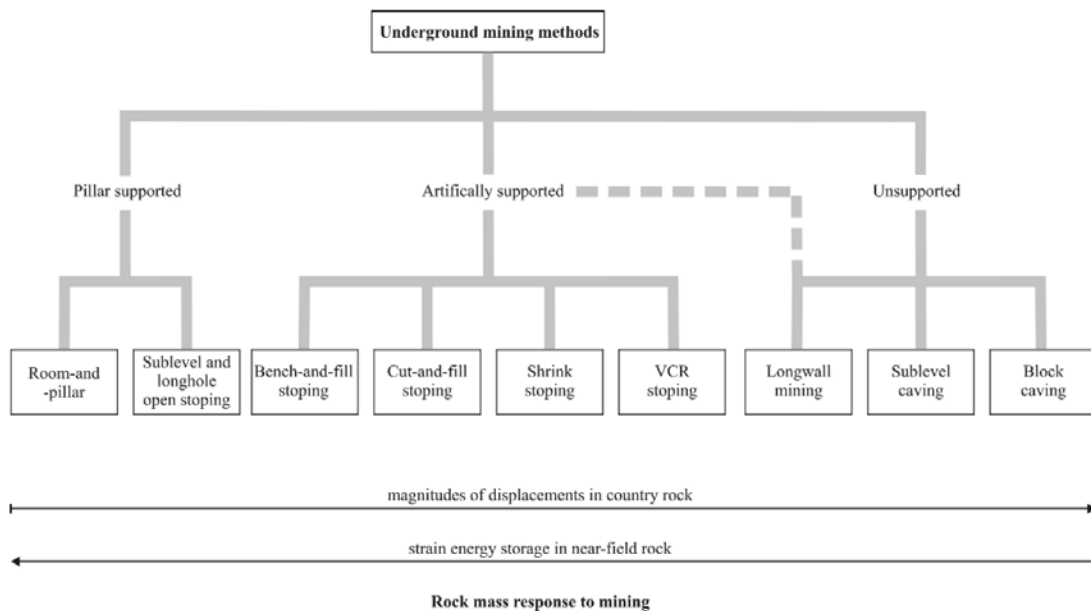 Underground mining methods
Pillar supported
Artifically supported
Unsupported
Room-and
-pillar
Sublevel and
longhole
open stoping
Bench-and-fill
stoping
Cut-and-fill
stoping
Shrink
stoping
VCR
stoping
Longwall
mining
Sublevel
caving
Block
caving
magnitudes of displacements in country rock
strain energy storage in near-field rock
Rock mass response to mining